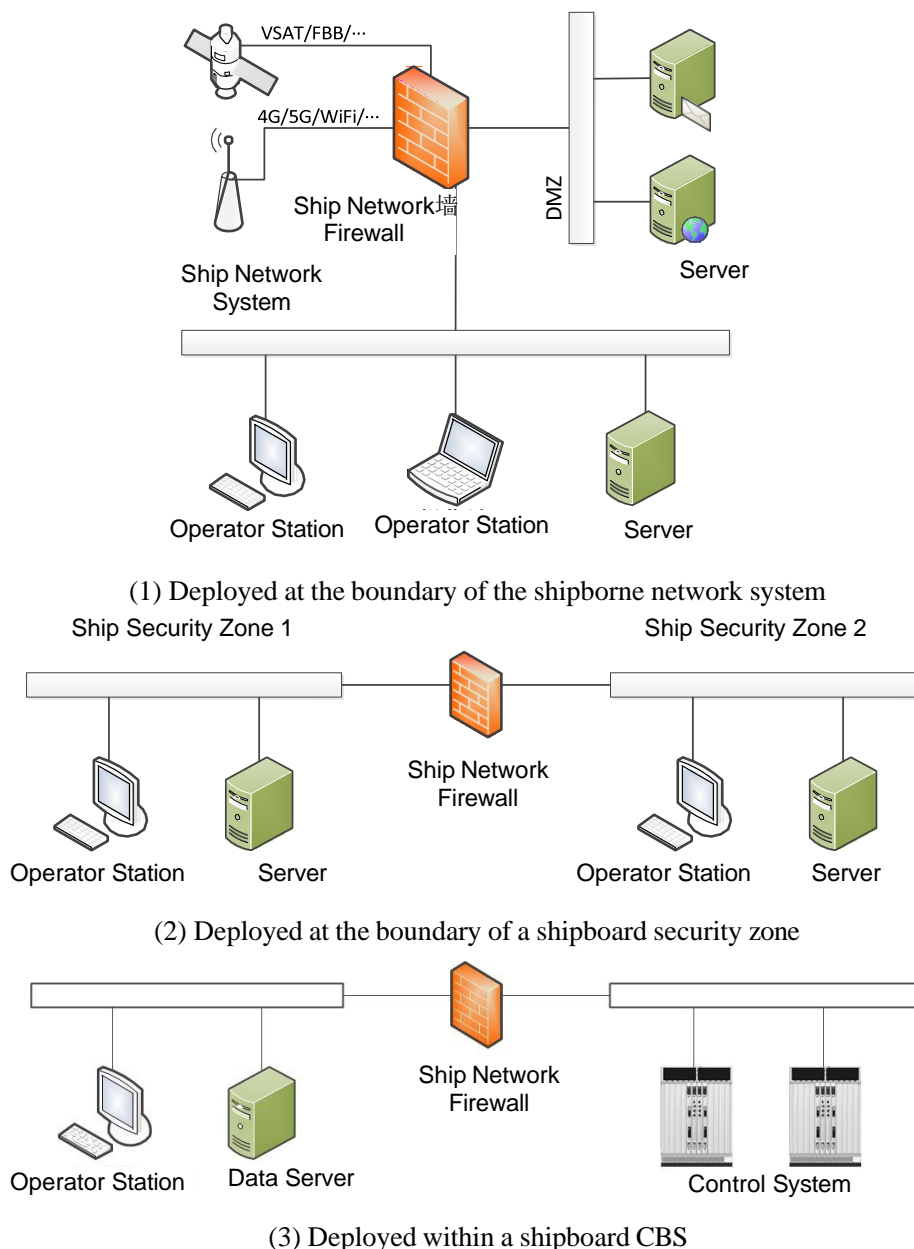 VSAT/FBB/···
4G/5G/WiFi/···
Ship Network墙
Firewall
DMZ
Ship Network
System
Server
Operator Station
Operator Station
Server
(1) Deployed at the boundary of the shipborne network system
Ship Security Zone 1
Ship Security Zone 2
Ship Network
Firewall
Operator Station
Server
Operator Station
Server
(2) Deployed at the boundary of a shipboard security zone
Ship Network
Firewall
Operator Station
Data Server
Control System
(3) Deployed within a shipboard CBS